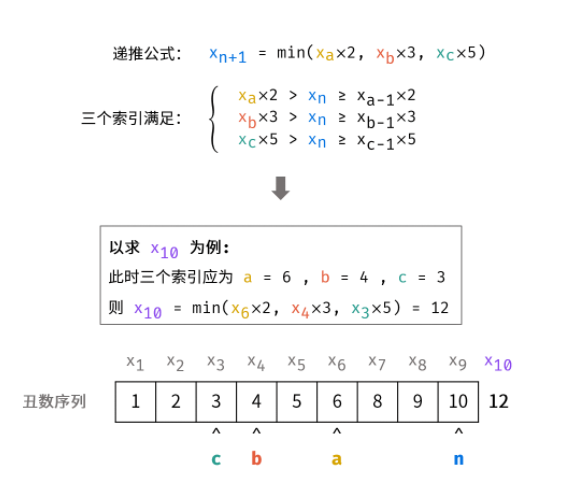 递推公式： xn+1 = min(xa×2, xb×3, xc×5)
三个索引满足：
xa×2 > xn ≥ xa-1×2
xb×3 > xn ≥ xb-1×3
xc×5 > xn ≥ xc-1×5
以求 x10 为例：
此时三个索引应为 a = 6 , b = 4 , c = 3
则 x10 = min(x6×2, x4×3, x3×5) = 12
x1 x2 x3 x4 x5 x6 x7 x8 x9 x10
丑数序列 1 2 3 4 5 6 8 9 10 12
^ ^ ^ ^
c b a n